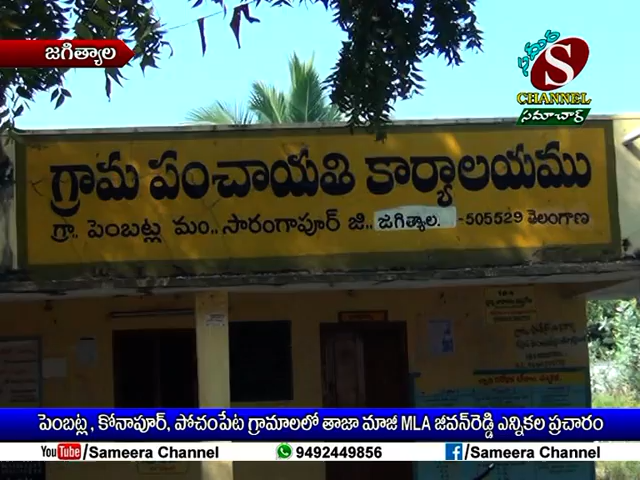 జగిత్యాల
సమీర
S
CHANNEL
సమాచార్
గ్రామ పంచాయతి కార్యాలయము
గ్రా.. పెంబట్ల మం.. సారంగాపూర్ జి.. జగిత్యాల. -505529 తెలంగాణ
పెంబట్ల, కోనాపూర్, పోచంపేట గ్రామాలలో తాజా మాజీ MLA జీవన్‌రెడ్డి ఎన్నికల ప్రచారం
YouTube /Sameera Channel 9492449856 f /Sameera Channel